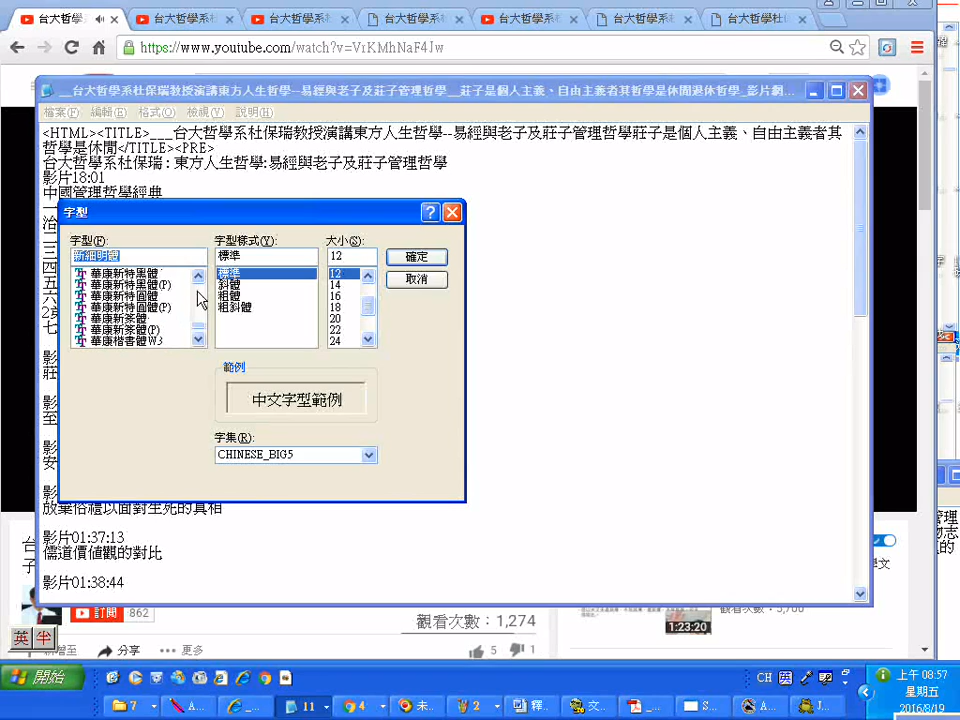 台大哲學
台大哲學系
台大哲學系
台大哲學系
台大哲學系
台大哲學系
台大哲學杜
https://www.youtube.com/watch?v=VrKMhNaF4Jw
__台大哲學系杜保瑞教授演講東方人生哲學--易經與老子及莊子管理哲學__莊子是個人主義、自由主義者其哲學是休閒退休哲學_影片網...
檔案(F) 編輯(E) 格式(O) 檢視(V) 說明(H)
<HTML><TITLE>___台大哲學系杜保瑞教授演講東方人生哲學--易經與老子及莊子管理哲學莊子是個人主義、自由主義者其
哲學是休閒</TITLE><PRE>
台大哲學系杜保瑞：東方人生哲學:易經與老子及莊子管理哲學
影片18:01
中國管理哲學經典
字型
字型(F):
字型樣式(Y):
大小(S):
新細明體
標準
12
確定
取消
華康新特黑體
華康新特黑體(P)
華康新特圓體
華康新特圓體(P)
華康新篆體
華康新篆體(P)
華康楷書體W3
標準
斜體
粗體
粗斜體
12
14
16
18
20
22
24
範例
中文字型範例
字集(R):
CHINESE_BIG5
放棄俗禮以面對生死的真相
影片01:37:13
儒道價值觀的對比
影片01:38:44
訂閱 862
觀看次數：1,274
分享
更多
5
1
1:23:20
英 半
開始
CH
上午 08:57
星期五
2016/8/19
7
A...
11
4
未...
2
釋...
文...
S...
A...
L...